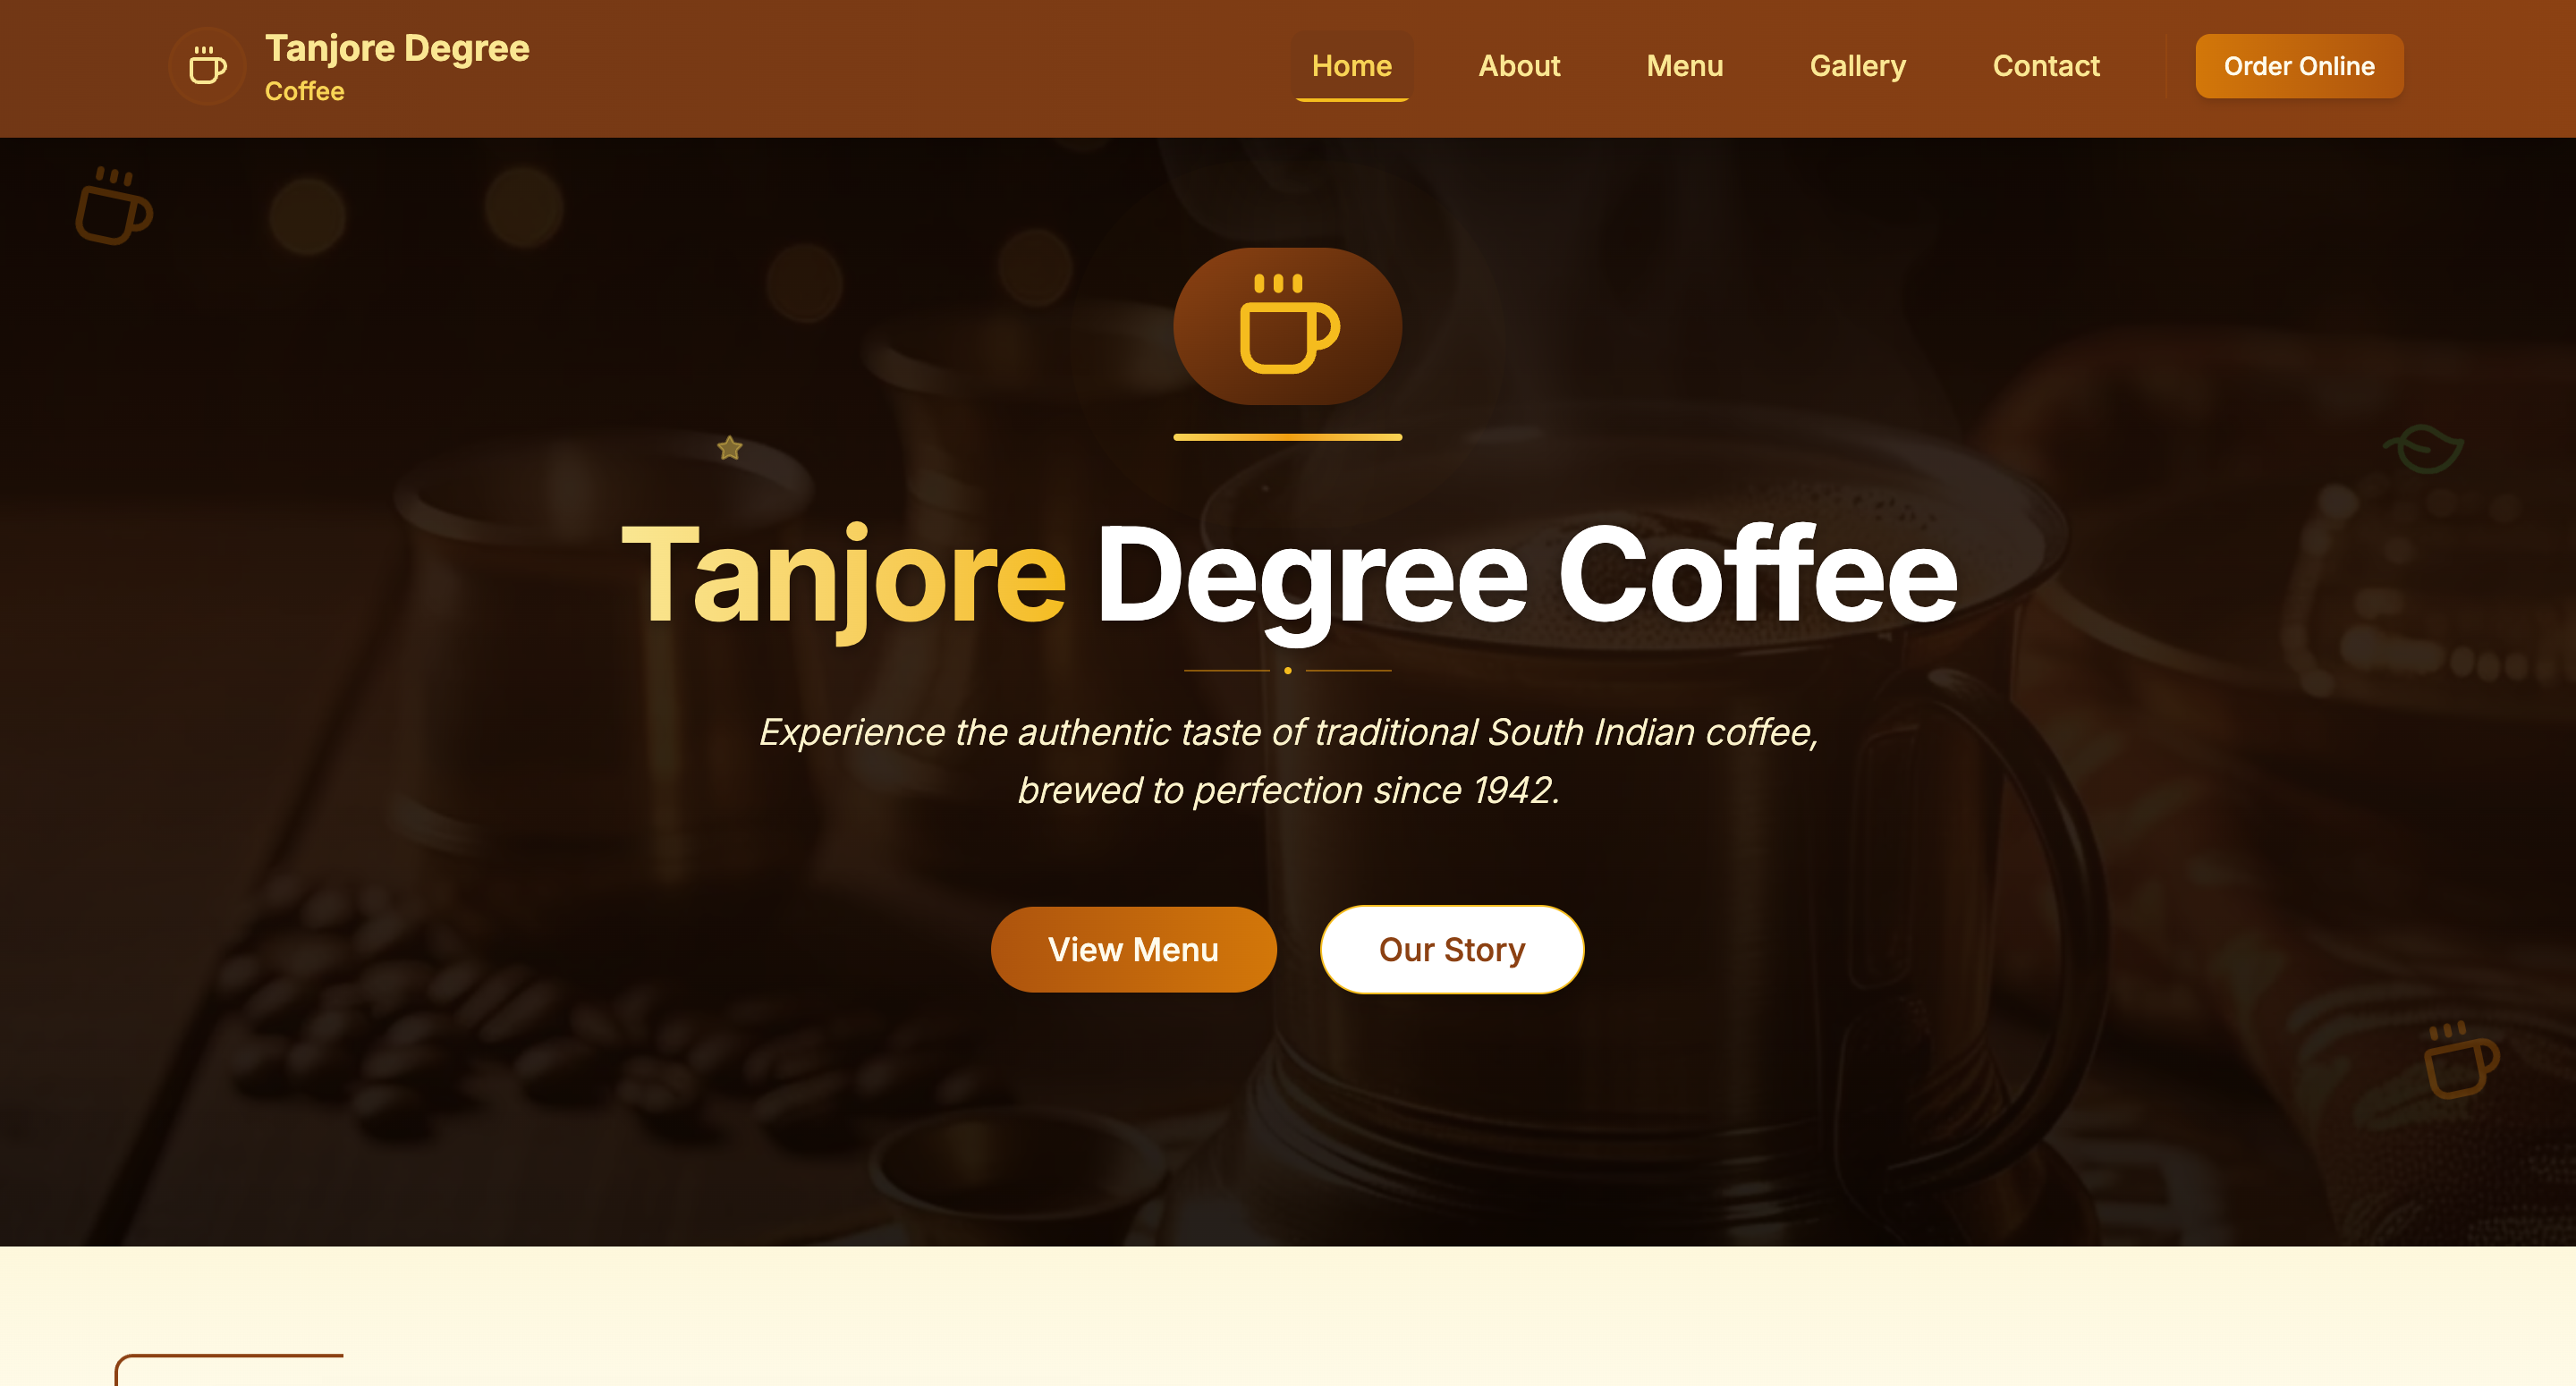 Tanjore Degree
Coffee
Home
About
Menu
Gallery
Contact
Order Online
Tanjore Degree Coffee
Experience the authentic taste of traditional South Indian coffee,
brewed to perfection since 1942.
View Menu
Our Story